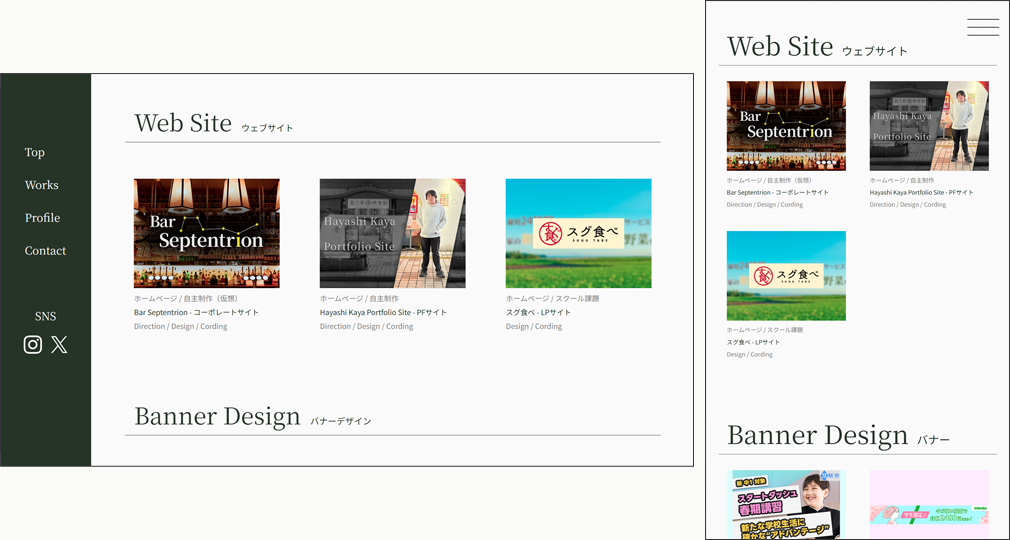 Top
Works
Profile
Contact
SNS
Web Site ウェブサイト
Bar
Septentrion
ホームページ / 自主制作（仮想）
Bar Septentrion - コーポレートサイト
Direction / Design / Cording
Hayashi Kaya
Portfolio Site
ホームページ / 自主制作
Hayashi Kaya Portfolio Site - PFサイト
Direction / Design / Cording
スグ食べ
SUGU TABE
ホームページ / スクール課題
スグ食べ - LPサイト
Design / Cording
Banner Design バナーデザイン
Web Site ウェブサイト
Bar
Septentrion
ホームページ / 自主制作（仮想）
Bar Septentrion - コーポレートサイト
Direction / Design / Cording
Hayashi Kaya
Portfolio Site
ホームページ / 自主制作
Hayashi Kaya Portfolio Site - PFサイト
Direction / Design / Cording
スグ食べ
SUGU TABE
ホームページ / スクール課題
スグ食べ - LPサイト
Design / Cording
Banner Design バナー
スタートダッシュ
春期講習
新たな学校生活に
確かな“アドバンテージ”